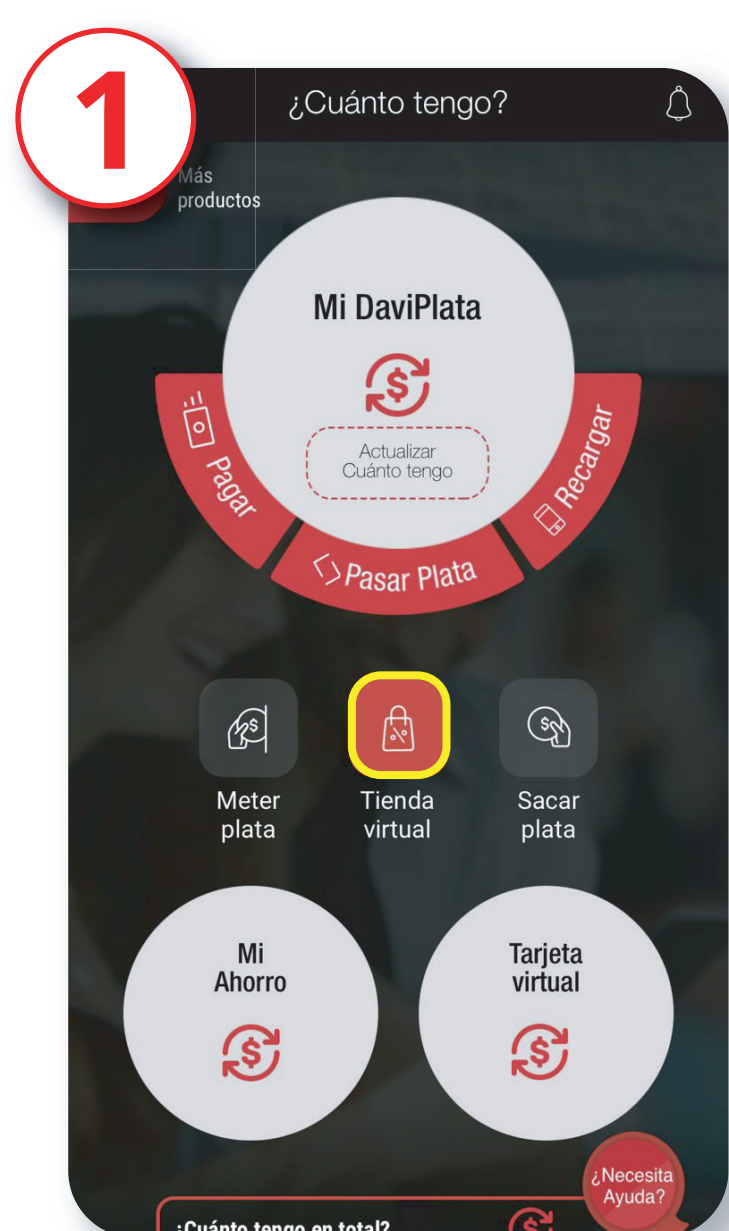 1
¿Cuánto tengo?
Más
productos
Mi DaviPlata
Actualizar
Cuánto tengo
Pagar
Pasar Plata
Recargar
Meter
plata
Tienda
virtual
Sacar
plata
Mi
Ahorro
Tarjeta
virtual
¿Necesita
Ayuda?
¿Cuánto tengo en total?